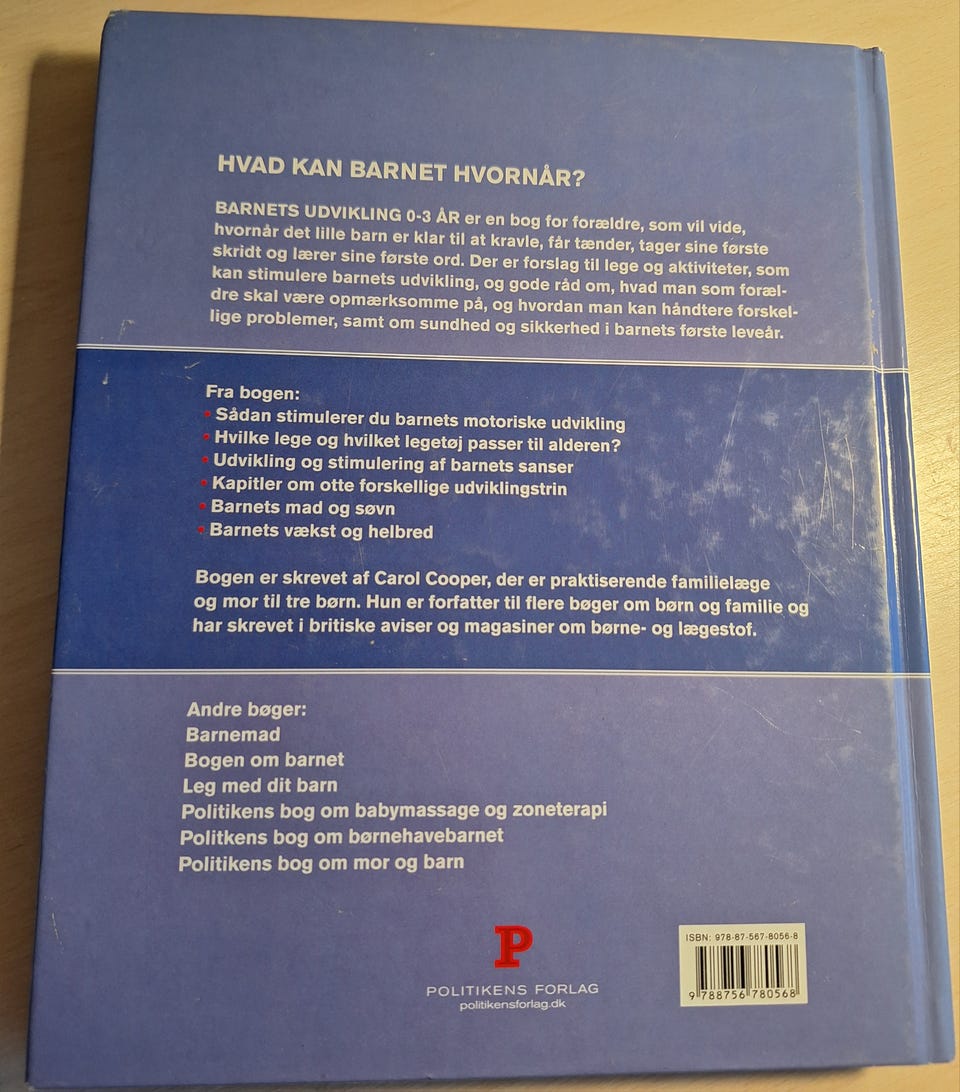 HVAD KAN BARNET HVORNÅR?
BARNETS UDVIKLING 0-3 ÅR er en bog for forældre, som vil vide,
hvornår det lille barn er klar til at kravle, får tænder, tager sine første
skridt og lærer sine første ord. Der er forslag til lege og aktiviteter, som
kan stimulere barnets udvikling, og gode råd om, hvad man som foræl-
dre skal være opmærksomme på, og hvordan man kan håndtere forskel-
lige problemer, samt om sundhed og sikkerhed i barnets første leveår.
Fra bogen:
• Sådan stimulerer du barnets motoriske udvikling
• Hvilke lege og hvilket legetøj passer til alderen?
• Udvikling og stimulering af barnets sanser
• Kapitler om otte forskellige udviklingstrin
• Barnets mad og søvn
• Barnets vækst og helbred
Bogen er skrevet af Carol Cooper, der er praktiserende familielæge
og mor til tre børn. Hun er forfatter til flere bøger om børn og familie og
har skrevet i britiske aviser og magasiner om børne- og lægestof.
Andre bøger:
Barnemad
Bogen om barnet
Leg med dit barn
Politikens bog om babymassage og zoneterapi
Politkens bog om børnehavebarnet
Politikens bog om mor og barn
P
POLITIKENS FORLAG
politikensforlag.dk
ISBN: 978-87-567-8056-8
9 788756 780568